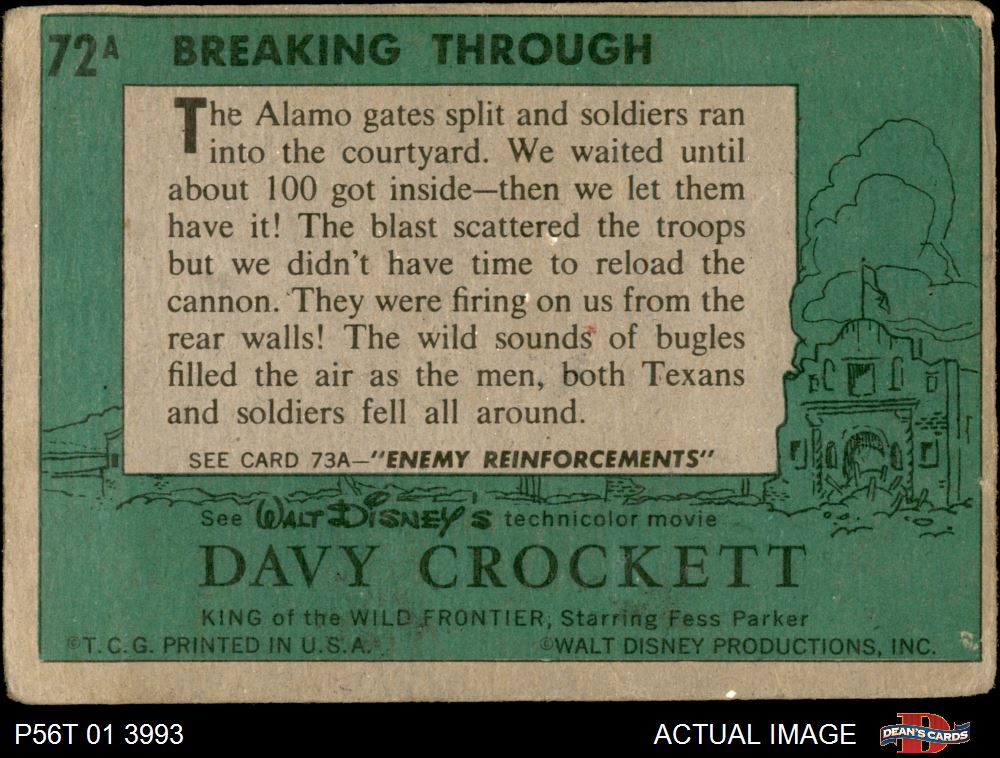 72A BREAKING THROUGH
The Alamo gates split and soldiers ran
into the courtyard. We waited until
about 100 got inside—then we let them
have it! The blast scattered the troops
but we didn't have time to reload the
cannon. They were firing on us from the
rear walls! The wild sounds of bugles
filled the air as the men, both Texans
and soldiers fell all around.
SEE CARD 73A—"ENEMY REINFORCEMENTS"
See WALT DISNEY'S technicolor movie
DAVY CROCKETT
KING of the WILD FRONTIER, Starring Fess Parker
©T.C.G. PRINTED IN U.S.A. ©WALT DISNEY PRODUCTIONS, INC.
P56T 01 3993 ACTUAL IMAGE D DEAN'S CARDS